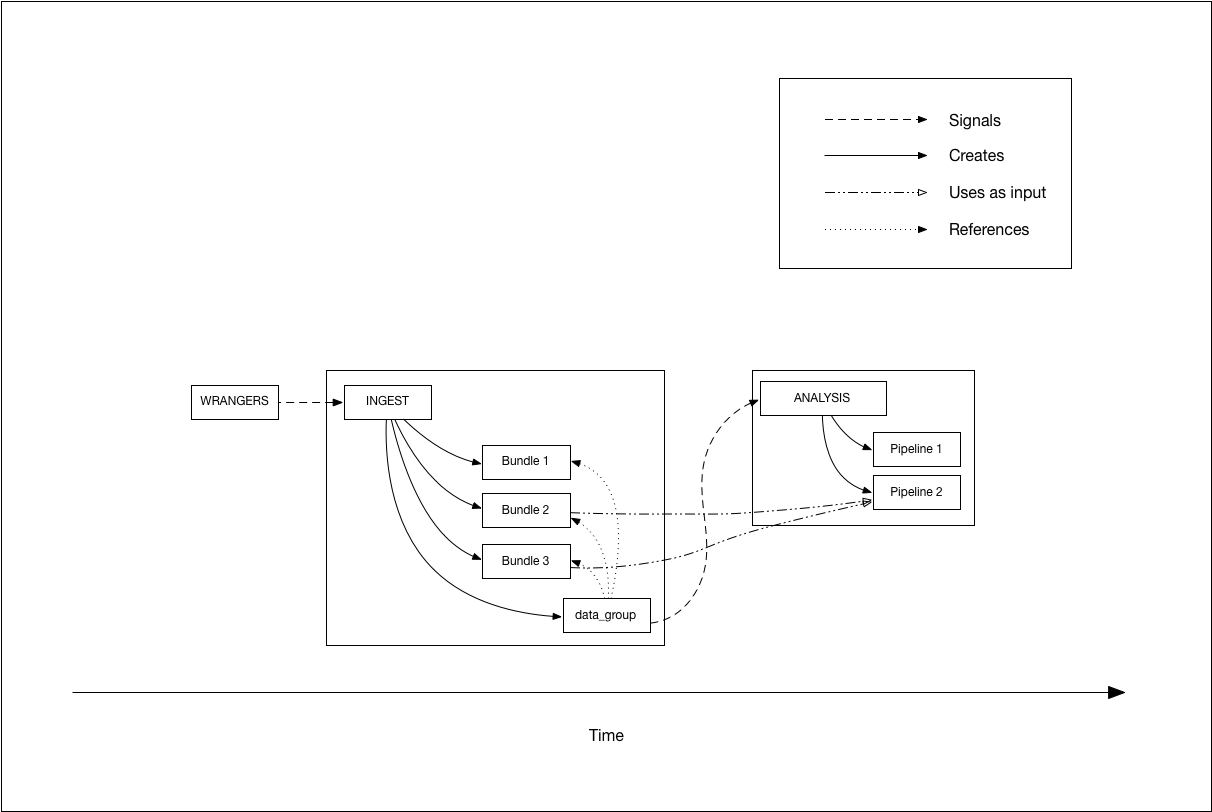 Signals
Creates
Uses as input
References
WRANGERS
INGEST
ANALYSIS
Bundle 1
Pipeline 1
Bundle 2
Pipeline 2
Bundle 3
data_group
Time